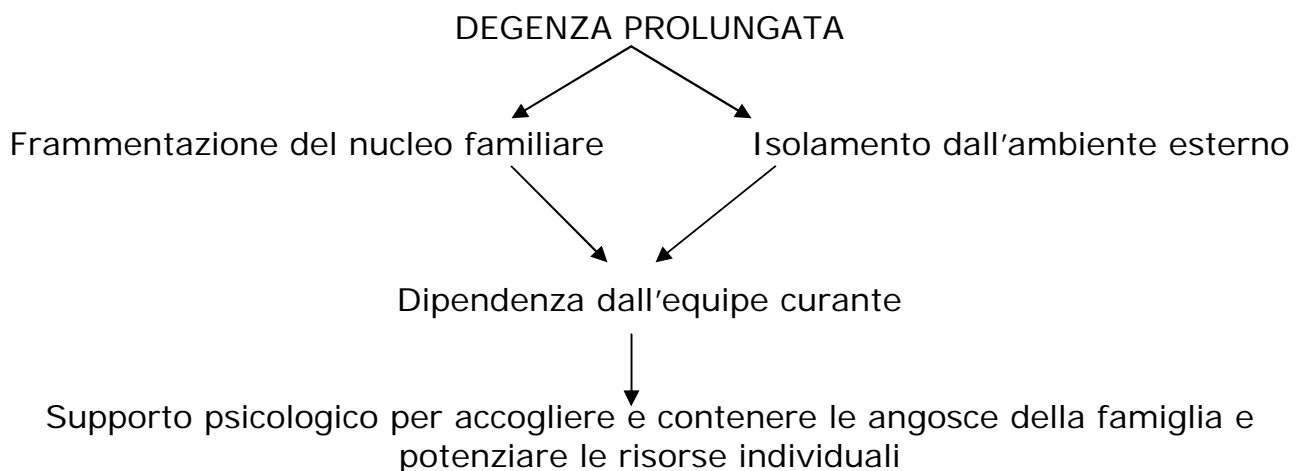 DEGENZA PROLUNGATA
Frammentazione del nucleo familiare
Isolamento dall'ambiente esterno
Dipendenza dall'equipe curante
Supporto psicologico per accogliere e contenere le angosce della famiglia e
potenziare le risorse individuali